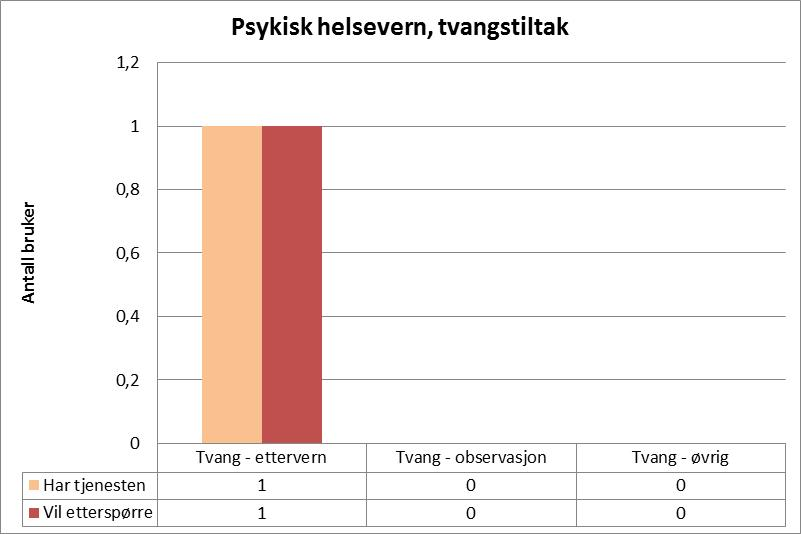 Psykisk helsevern, tvangstiltak
Antall bruker
1,2
1
0,8
0,6
0,4
0,2
0
Tvang - ettervern Tvang - observasjon Tvang - øvrig
Har tjenesten 1 0 0
Vil etterspørre 1 0 0